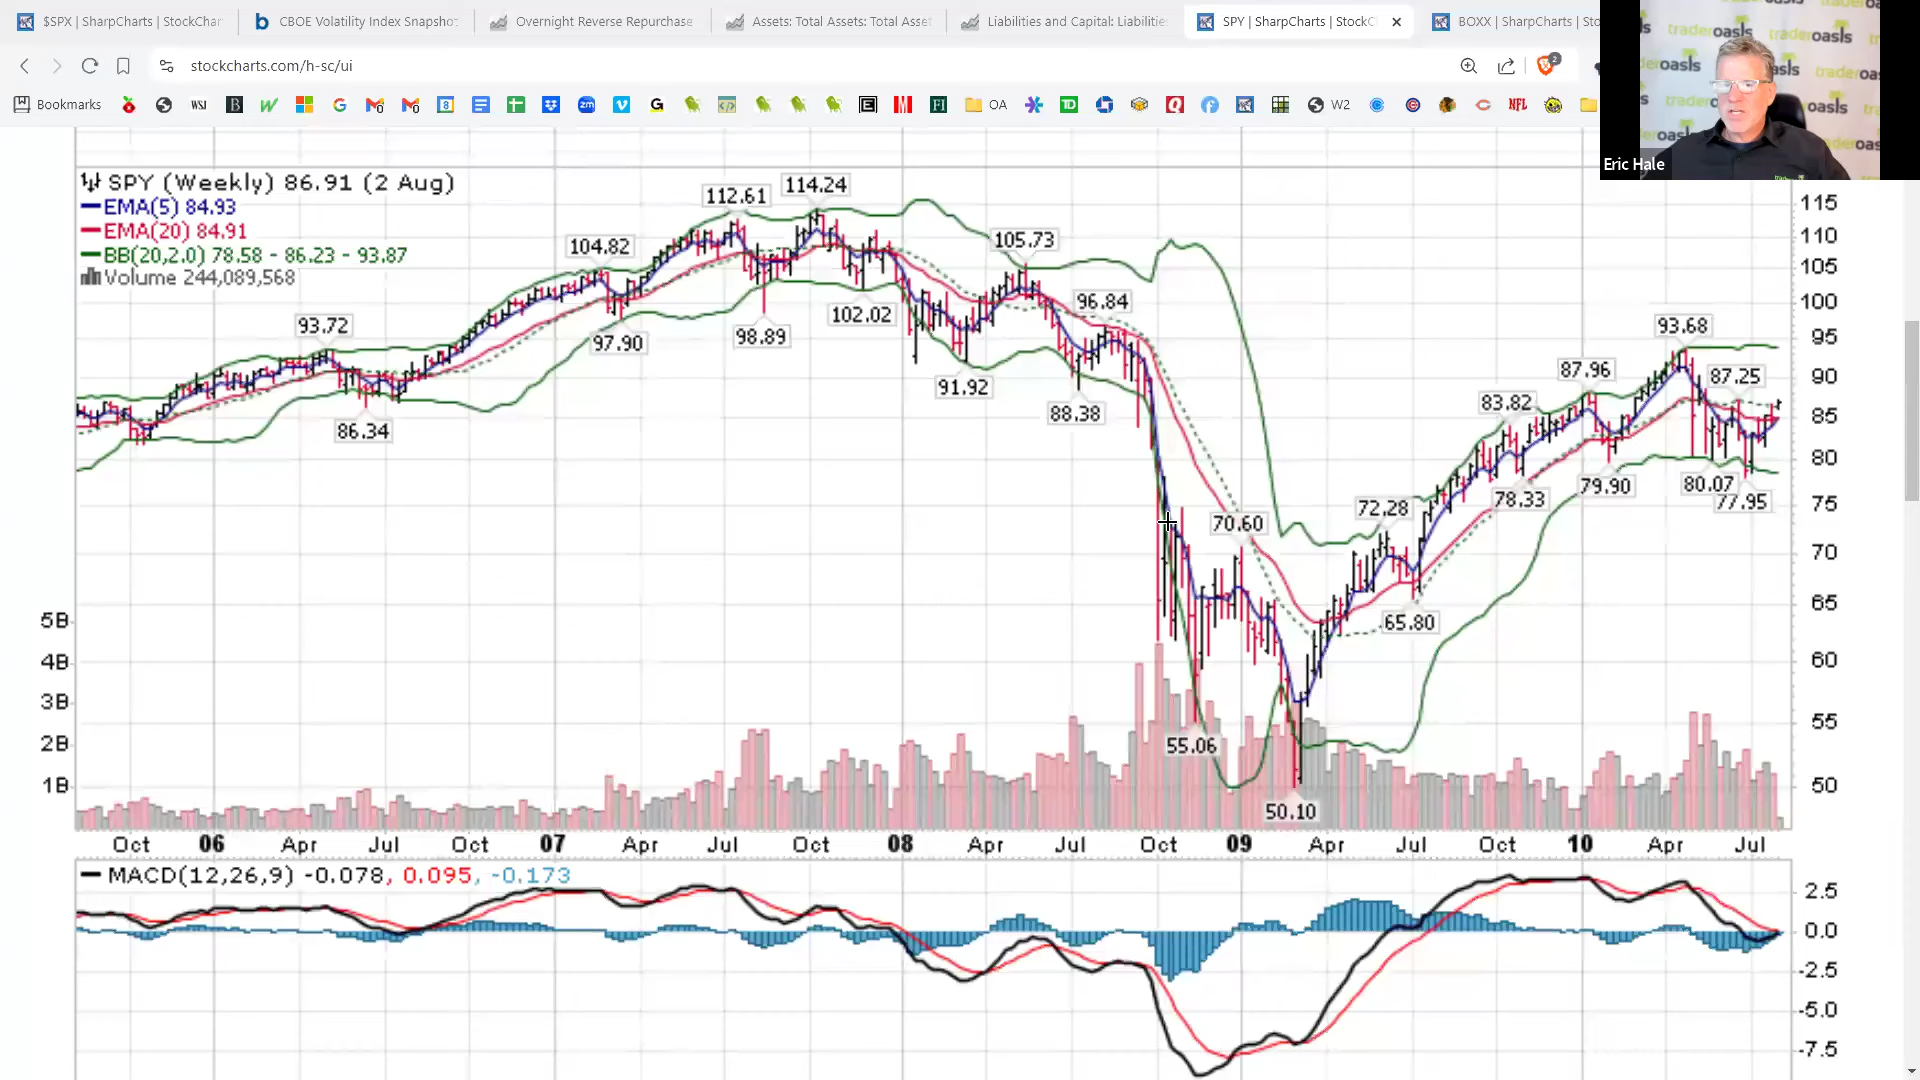 $SPX | SharpCharts | StockChar
CBOE Volatility Index Snapshot
Overnight Reverse Repurchase
Assets: Total Assets: Total Asset
Liabilities and Capital: Liabilitie
SPY | SharpCharts | StockC
BOXX | SharpCharts | Sto
stockcharts.com/h-sc/ui
2
Bookmarks
WSJ
OA
W2
NFL
traderoasis
Eric Hale
SPY (Weekly) 86.91 (2 Aug)
EMA(5) 84.93
EMA(20) 84.91
BB(20,2.0) 78.58 - 86.23 - 93.87
Volume 244,089,568
93.72
86.34
104.82
97.90
112.61
98.89
114.24
102.02
91.92
105.73
88.38
96.84
55.06
70.60
50.10
72.28
65.80
83.82
78.33
87.96
79.90
93.68
80.07
87.25
77.95
115
110
105
100
95
90
85
80
75
70
65
60
55
50
5B
4B
3B
2B
1B
Oct 06 Apr Jul Oct 07 Apr Jul Oct 08 Apr Jul Oct 09 Apr Jul Oct 10 Apr Jul
MACD(12,26,9) -0.078, 0.095, -0.173
2.5
0.0
-2.5
-5.0
-7.5